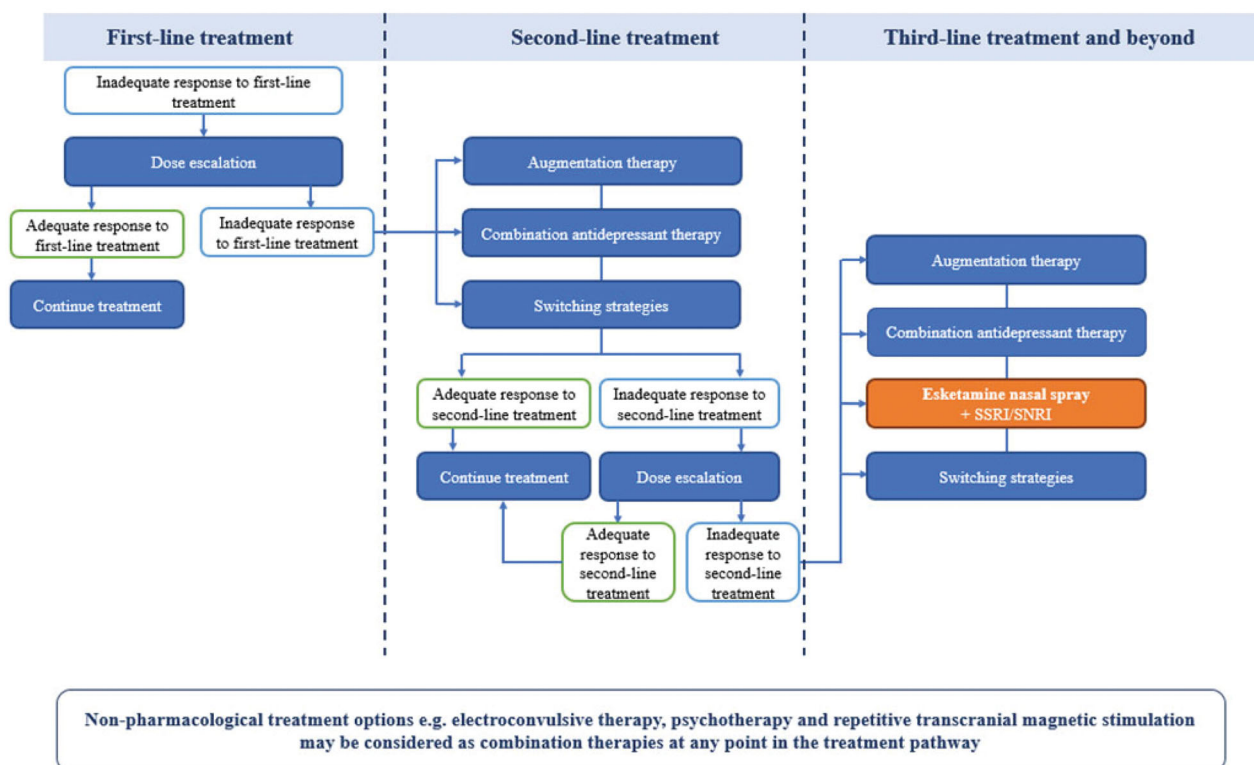 First-line treatment
Second-line treatment
Third-line treatment and beyond
Inadequate response to first-line
treatment
Dose escalation
Adequate response to
first-line treatment
Inadequate response
to first-line treatment
Continue treatment
Augmentation therapy
Combination antidepressant therapy
Switching strategies
Adequate response to
second-line treatment
Inadequate response to
second-line treatment
Continue treatment
Dose escalation
Adequate
response to
second-line
treatment
Inadequate
response to
second-line
treatment
Augmentation therapy
Combination antidepressant therapy
Esketamine nasal spray
+ SSRI/SNRI
Switching strategies
Non-pharmacological treatment options e.g. electroconvulsive therapy, psychotherapy and repetitive transcranial magnetic stimulation
may be considered as combination therapies at any point in the treatment pathway